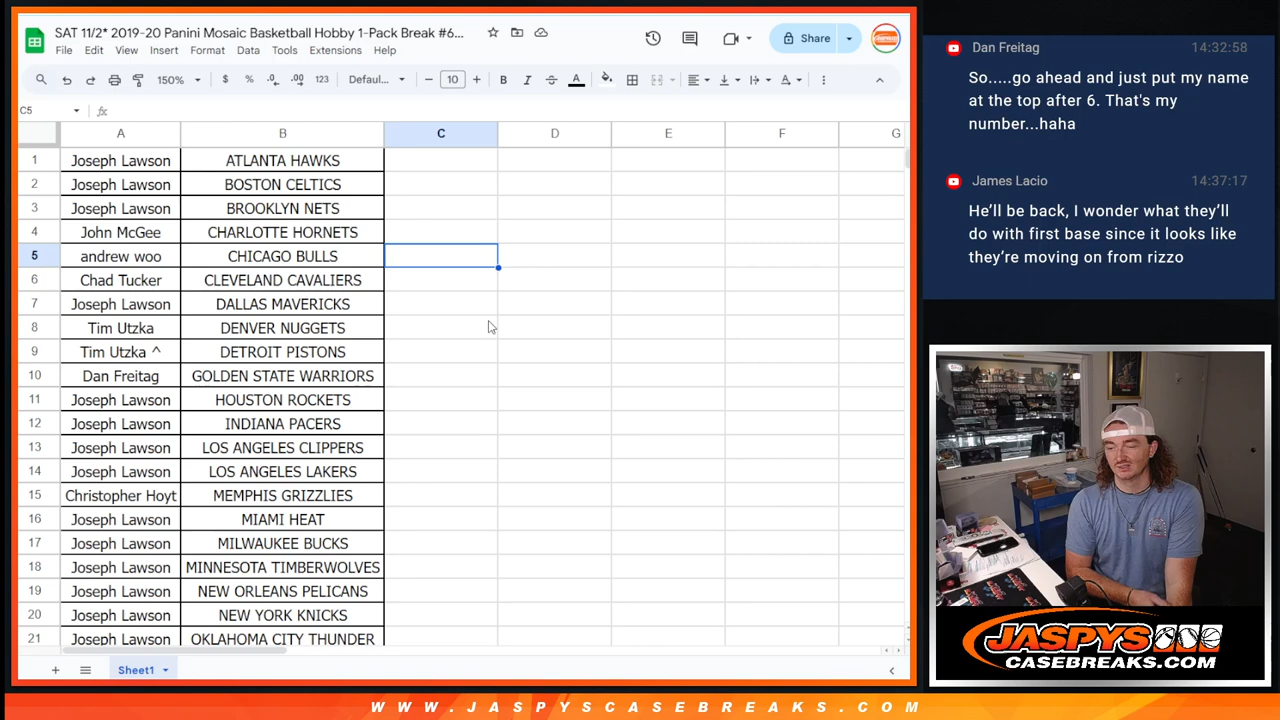 SAT 11/2* 2019-20 Panini Mosaic Basketball Hobby 1-Pack Break #6...
File Edit View Insert Format Data Tools Extensions Help
Share
150% $ % .0 .00 123 Defaul... 10 B I A
C5 fx
A B C D E F G
1 Joseph Lawson ATLANTA HAWKS
2 Joseph Lawson BOSTON CELTICS
3 Joseph Lawson BROOKLYN NETS
4 John McGee CHARLOTTE HORNETS
5 andrew woo CHICAGO BULLS
6 Chad Tucker CLEVELAND CAVALIERS
7 Joseph Lawson DALLAS MAVERICKS
8 Tim Utzka DENVER NUGGETS
9 Tim Utzka ^ DETROIT PISTONS
10 Dan Freitag GOLDEN STATE WARRIORS
11 Joseph Lawson HOUSTON ROCKETS
12 Joseph Lawson INDIANA PACERS
13 Joseph Lawson LOS ANGELES CLIPPERS
14 Joseph Lawson LOS ANGELES LAKERS
15 Christopher Hoyt MEMPHIS GRIZZLIES
16 Joseph Lawson MIAMI HEAT
17 Joseph Lawson MILWAUKEE BUCKS
18 Joseph Lawson MINNESOTA TIMBERWOLVES
19 Joseph Lawson NEW ORLEANS PELICANS
20 Joseph Lawson NEW YORK KNICKS
21 Joseph Lawson OKLAHOMA CITY THUNDER
Sheet1
Dan Freitag 14:32:58
So.....go ahead and just put my name
at the top after 6. That's my
number...haha
James Lacio 14:37:17
He'll be back, I wonder what they'll
do with first base since it looks like
they're moving on from rizzo
JASPYS
CASEBREAKS.COM
WWW.JASPYSCASEBREAKS.COM